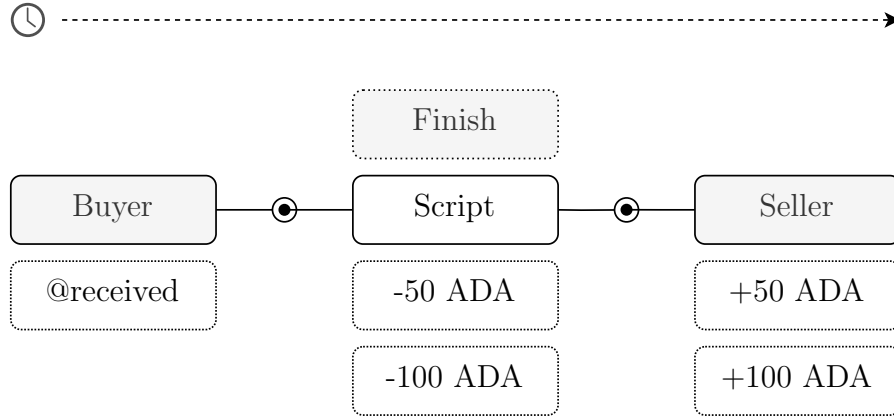 Finish
Buyer
Script
Seller
@received
-50 ADA
+50 ADA
-100 ADA
+100 ADA